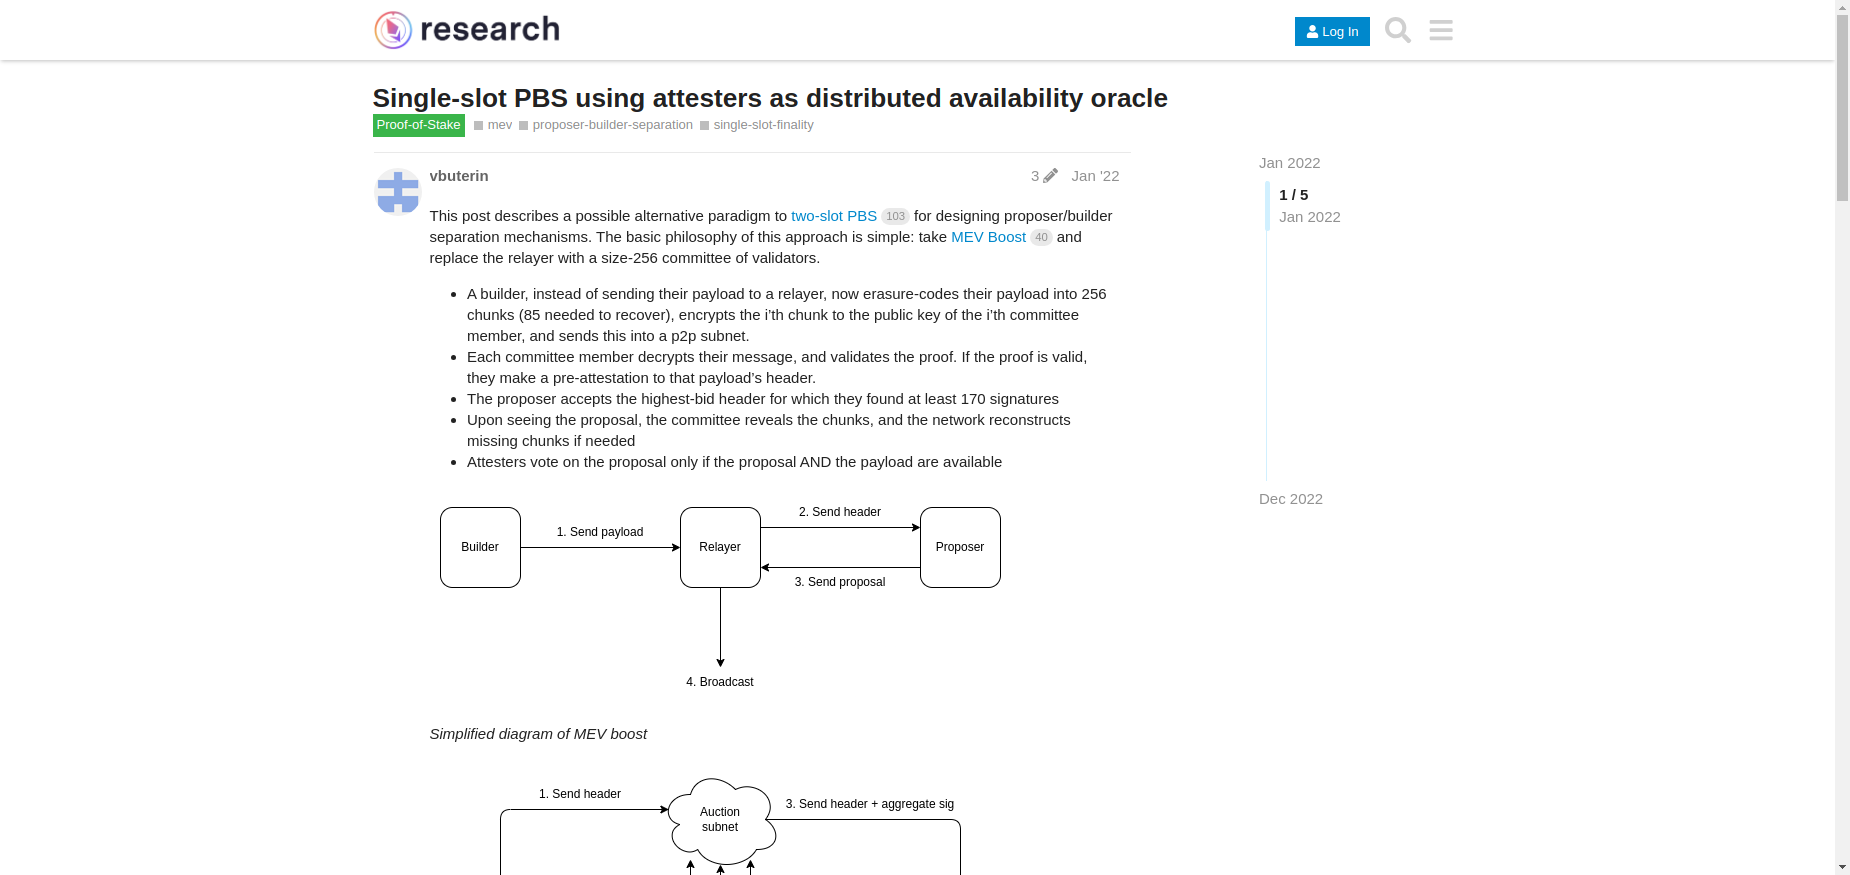 research
Log In
Single-slot PBS using attesters as distributed availability oracle
Proof-of-Stake mev proposer-builder-separation single-slot-finality
vbuterin 3 Jan '22
This post describes a possible alternative paradigm to two-slot PBS 103 for designing proposer/builder
separation mechanisms. The basic philosophy of this approach is simple: take MEV Boost 40 and
replace the relayer with a size-256 committee of validators.
• A builder, instead of sending their payload to a relayer, now erasure-codes their payload into 256
chunks (85 needed to recover), encrypts the i’th chunk to the public key of the i’th committee
member, and sends this into a p2p subnet.
• Each committee member decrypts their message, and validates the proof. If the proof is valid,
they make a pre-attestation to that payload’s header.
• The proposer accepts the highest-bid header for which they found at least 170 signatures
• Upon seeing the proposal, the committee reveals the chunks, and the network reconstructs
missing chunks if needed
• Attesters vote on the proposal only if the proposal AND the payload are available
Builder
1. Send payload
Relayer
2. Send header
3. Send proposal
Proposer
4. Broadcast
Simplified diagram of MEV boost
1. Send header
Auction
subnet
3. Send header + aggregate sig
Jan 2022
1 / 5
Jan 2022
Dec 2022